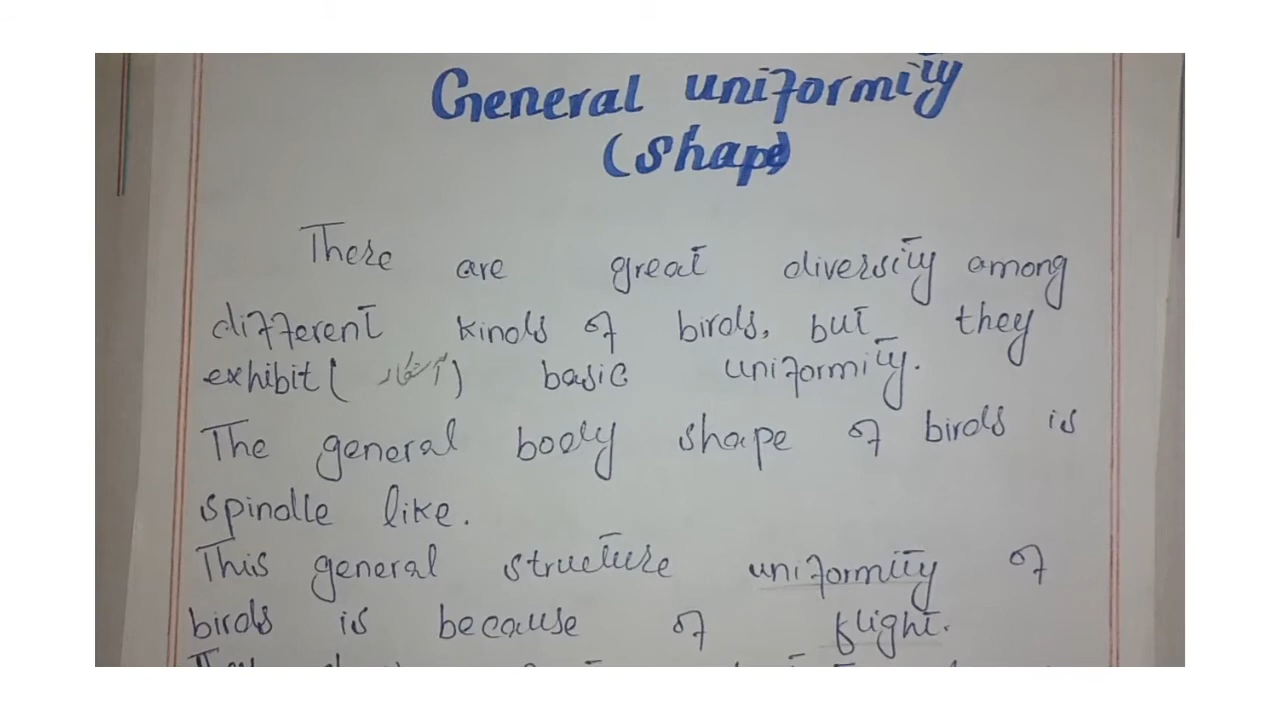 General uniformity
(Shape)
There are great diversity among
different kinds of birds, but they
exhibit ( آشکار ) basic uniformity.
The general body shape of birds is
spindle like.
This general structure uniformity of
birds is because of flight.